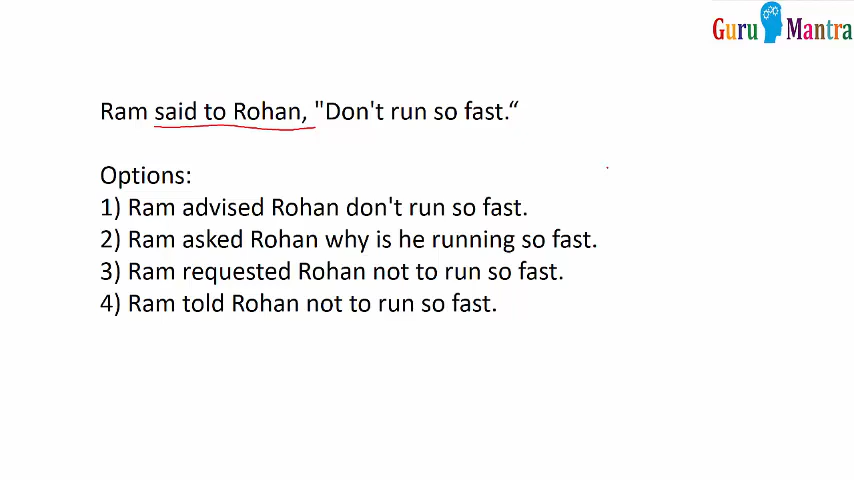 Guru Mantra
Ram said to Rohan, "Don't run so fast.“
Options:
1) Ram advised Rohan don't run so fast.
2) Ram asked Rohan why is he running so fast.
3) Ram requested Rohan not to run so fast.
4) Ram told Rohan not to run so fast.